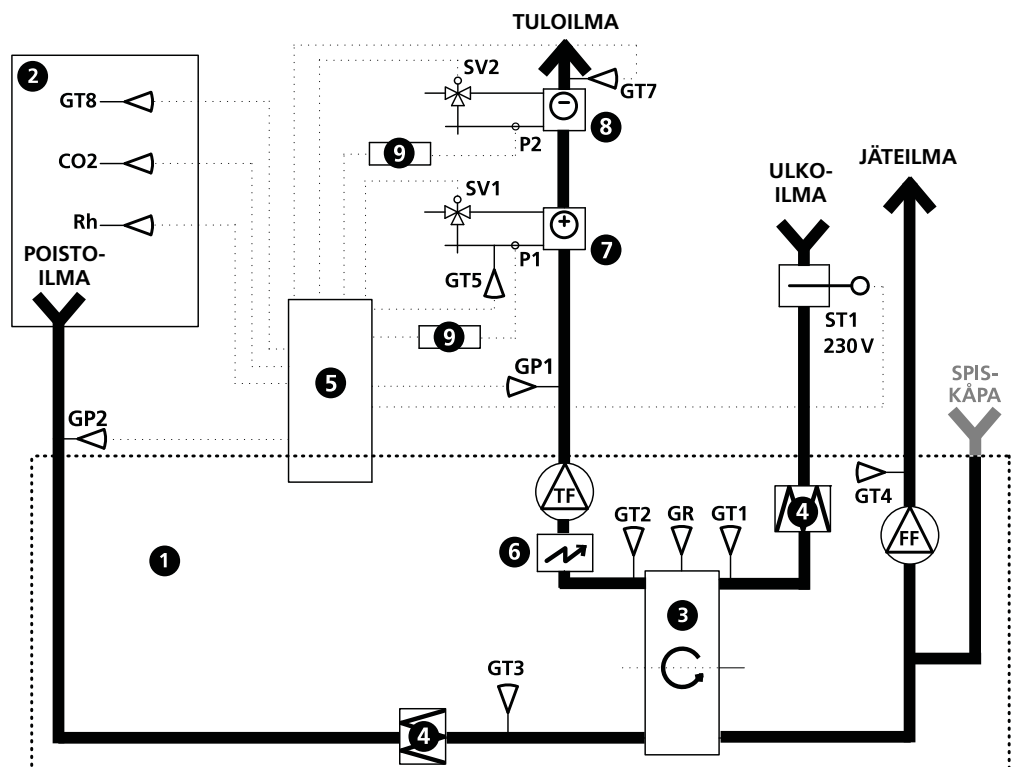 TULOILMA
2
SV2
GT8
GT7
8
CO2
P2
9
JÄTEILMA
ULKO-
ILMA
SV1
Rh
7
POISTO-
ILMA
P1
GT5
ST1
230 V
9
GP1
5
SPIS-
KÅPA
GP2
TF
GT4
4
GT2
GR
GT1
FF
6
1
3
GT3
4